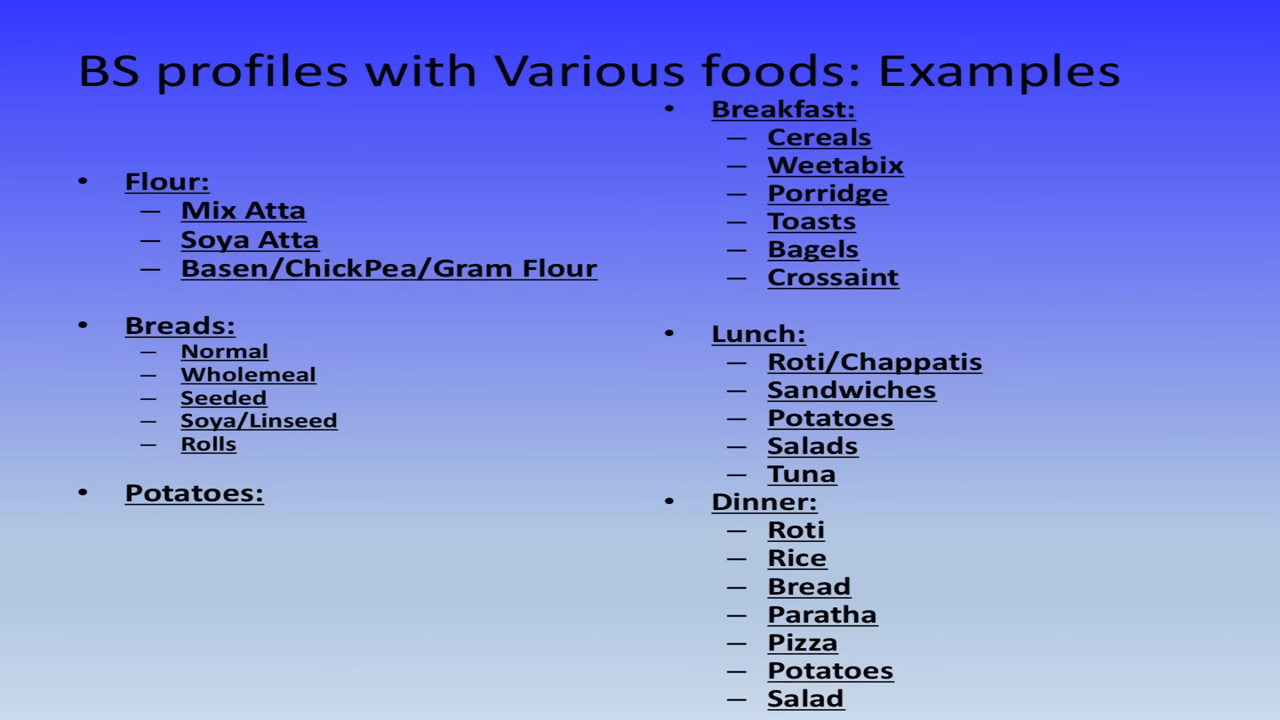 BS profiles with Various foods: Examples
• Flour:
– Mix Atta
– Soya Atta
– Basen/ChickPea/Gram Flour
• Breads:
– Normal
– Wholemeal
– Seeded
– Soya/Linseed
– Rolls
• Potatoes:
• Breakfast:
– Cereals
– Weetabix
– Porridge
– Toasts
– Bagels
– Crossaint
• Lunch:
– Roti/Chappatis
– Sandwiches
– Potatoes
– Salads
– Tuna
• Dinner:
– Roti
– Rice
– Bread
– Paratha
– Pizza
– Potatoes
– Salad